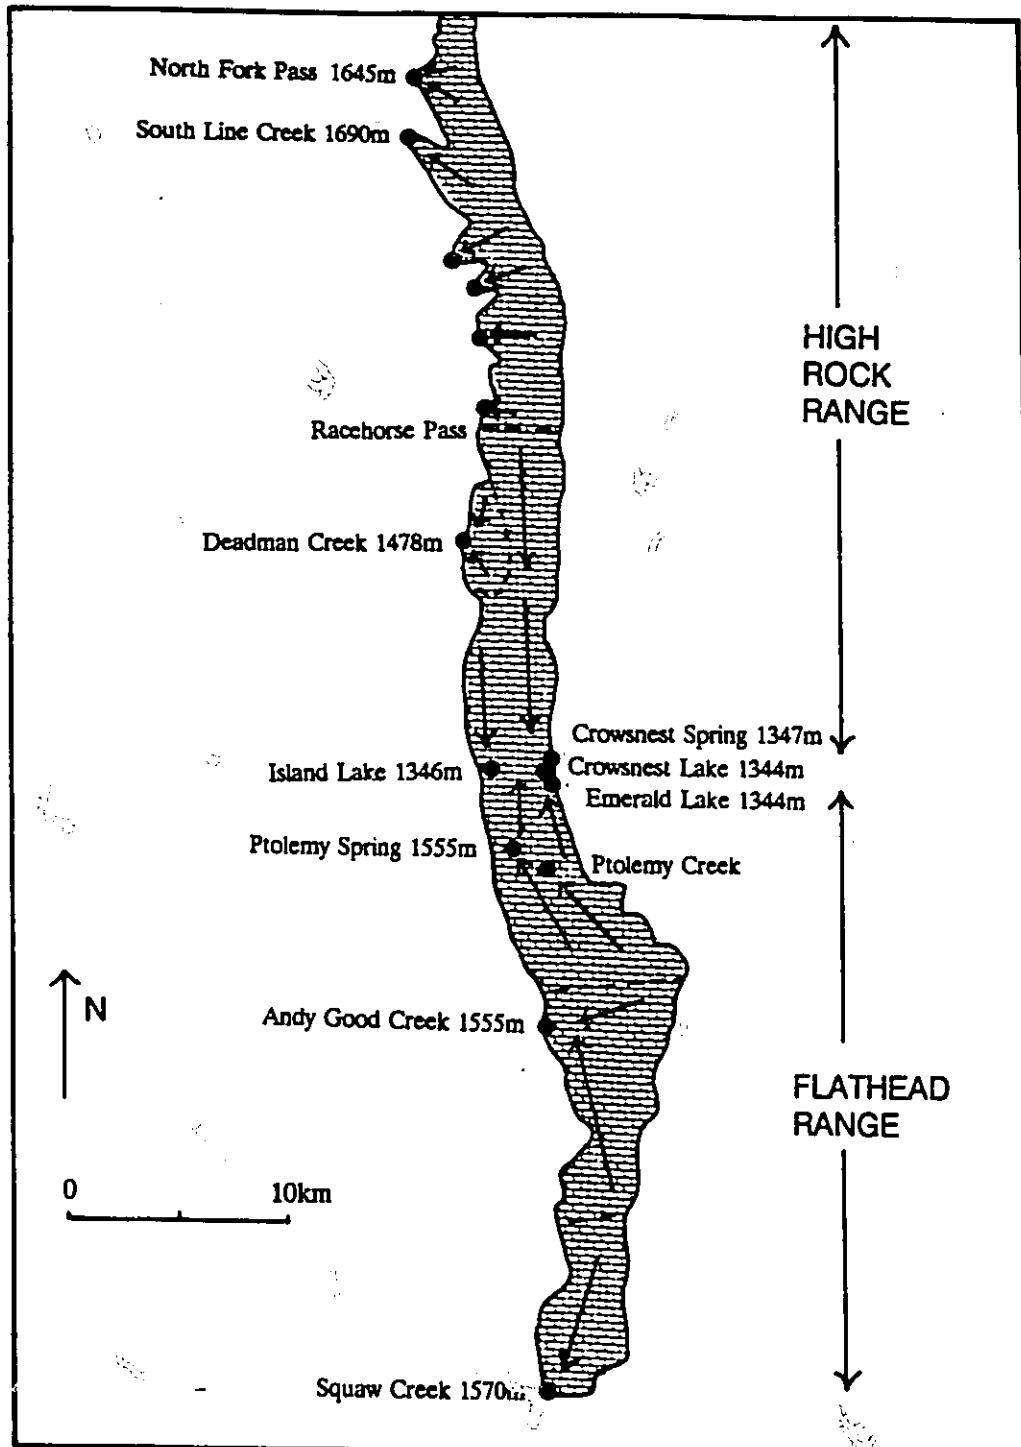 North Fork Pass 1645m
South Line Creek 1690m
HIGH
ROCK
RANGE
Racehorse Pass
Deadman Creek 1478m
Crowsnest Spring 1347m
Island Lake 1346m
Crowsnest Lake 1344m
Emerald Lake 1344m
Ptolemy Spring 1555m
Ptolemy Creek
N
Andy Good Creek 1555m
FLATHEAD
RANGE
0
10km
Squaw Creek 1570m